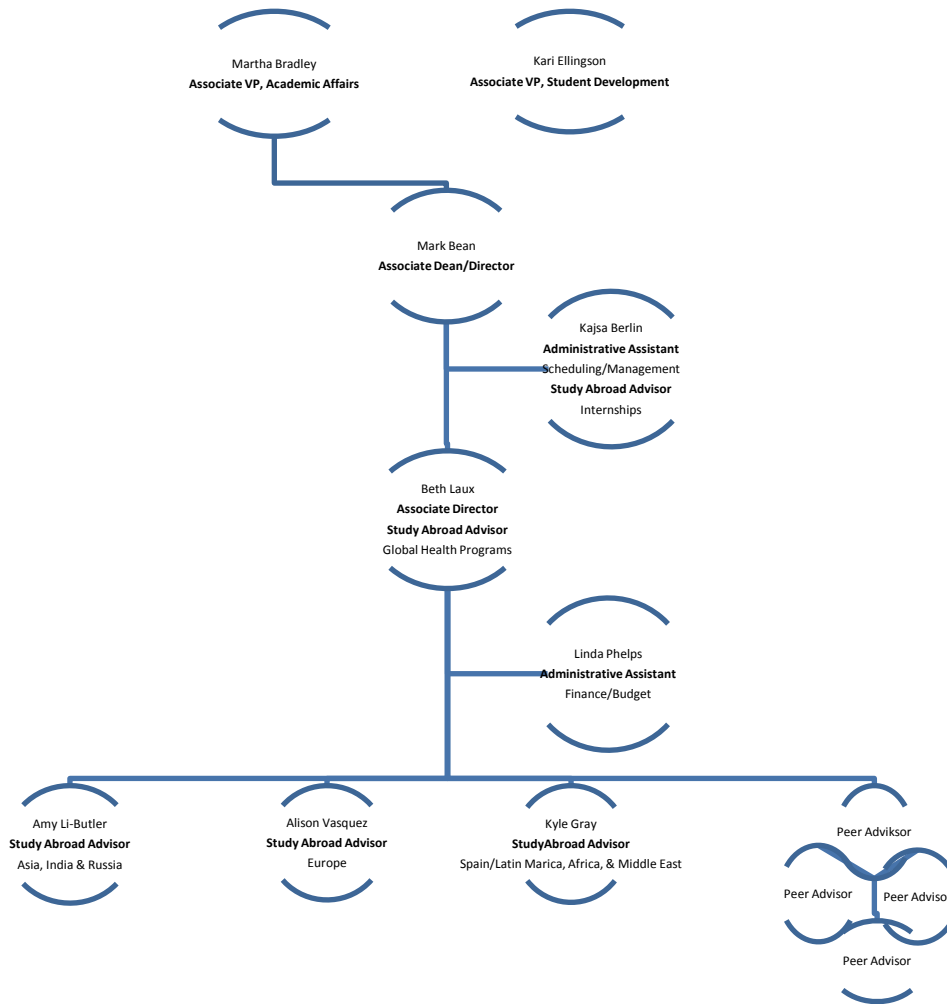 Martha Bradley
Associate VP, Academic Affairs
Kari Ellingson
Associate VP, Student Development
Mark Bean
Associate Dean/Director
Kajsa Berlin
Administrative Assistant
Scheduling/Management
Study Abroad Advisor
Internships
Beth Laux
Associate Director
Study Abroad Advisor
Global Health Programs
Linda Phelps
Administrative Assistant
Finance/Budget
Amy Li-Butler
Study Abroad Advisor
Asia, India & Russia
Alison Vasquez
Study Abroad Advisor
Europe
Kyle Gray
StudyAbroad Advisor
Spain/Latin Marica, Africa, & Middle East
Peer Adviksor
Peer Advisor
Peer Adviso
Peer Advisor